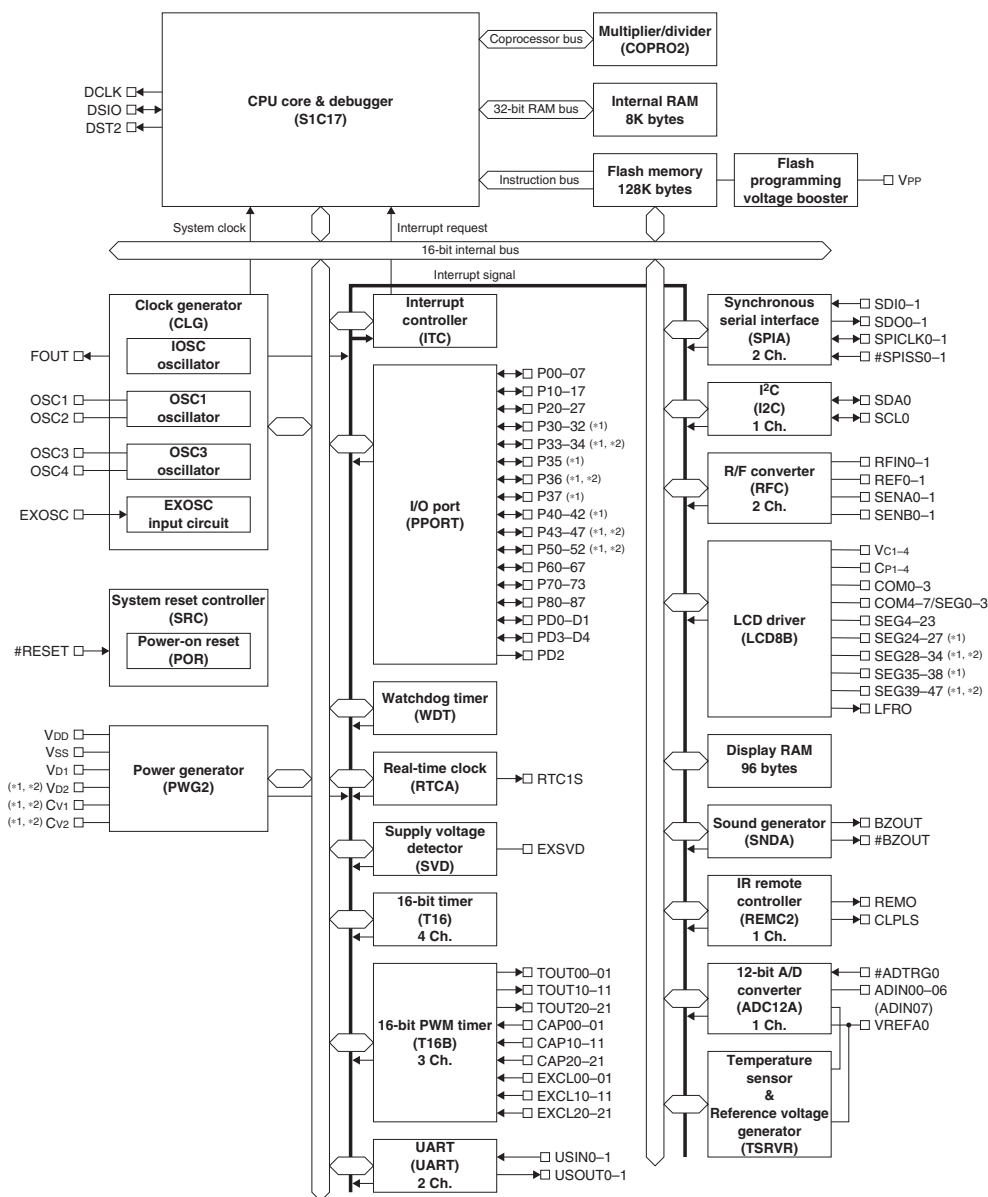 CPU core & debugger
(S1C17)
DCLK
DSIO
DST2
Coprocessor bus
Multiplier/divider
(COPRO2)
32-bit RAM bus
Internal RAM
8K bytes
Instruction bus
Flash memory
128K bytes
Flash
programming
voltage booster
VPP
System clock
Interrupt request
16-bit internal bus
Interrupt signal
Clock generator
(CLG)
IOSC
oscillator
OSC1
oscillator
OSC3
oscillator
EXOSC
input circuit
FOUT
OSC1
OSC2
OSC3
OSC4
EXOSC
System reset controller
(SRC)
Power-on reset
(POR)
#RESET
Power generator
(PWG2)
VDD
VSS
VD1
(*1, *2) VD2
(*1, *2) CV1
(*1, *2) CV2
Interrupt
controller
(ITC)
I/O port
(PPORT)
P00–07
P10–17
P20–27
P30–32 (*1)
P33–34 (*1, *2)
P35 (*1)
P36 (*1, *2)
P37 (*1)
P40–42 (*1)
P43–47 (*1, *2)
P50–52 (*1, *2)
P60–67
P70–73
P80–87
PD0–D1
PD3–D4
PD2
Watchdog timer
(WDT)
Real-time clock
(RTCA)
RTC1S
Supply voltage
detector
(SVD)
EXSVD
16-bit timer
(T16)
4 Ch.
16-bit PWM timer
(T16B)
3 Ch.
TOUT00–01
TOUT10–11
TOUT20–21
CAP00–01
CAP10–11
CAP20–21
EXCL00–01
EXCL10–11
EXCL20–21
UART
(UART)
2 Ch.
USIN0–1
USOUT0–1
Synchronous
serial interface
(SPIA)
2 Ch.
SDI0–1
SDO0–1
SPICLK0–1
#SPISS0–1
I2C
(I2C)
1 Ch.
SDA0
SCL0
R/F converter
(RFC)
2 Ch.
RFIN0–1
REF0–1
SENA0–1
SENB0–1
LCD driver
(LCD8B)
VC1–4
CP1–4
COM0–3
COM4–7/SEG0–3
SEG4–23
SEG24–27 (*1)
SEG28–34 (*1, *2)
SEG35–38 (*1)
SEG39–47 (*1, *2)
LFRO
Display RAM
96 bytes
Sound generator
(SNDA)
BZOUT
#BZOUT
IR remote
controller
(REMC2)
1 Ch.
REMO
CLPLS
12-bit A/D
converter
(ADC12A)
1 Ch.
#ADTRG0
ADIN00–06
(ADIN07)
VREFA0
Temperature
sensor
&
Reference voltage
generator
(TSRVR)